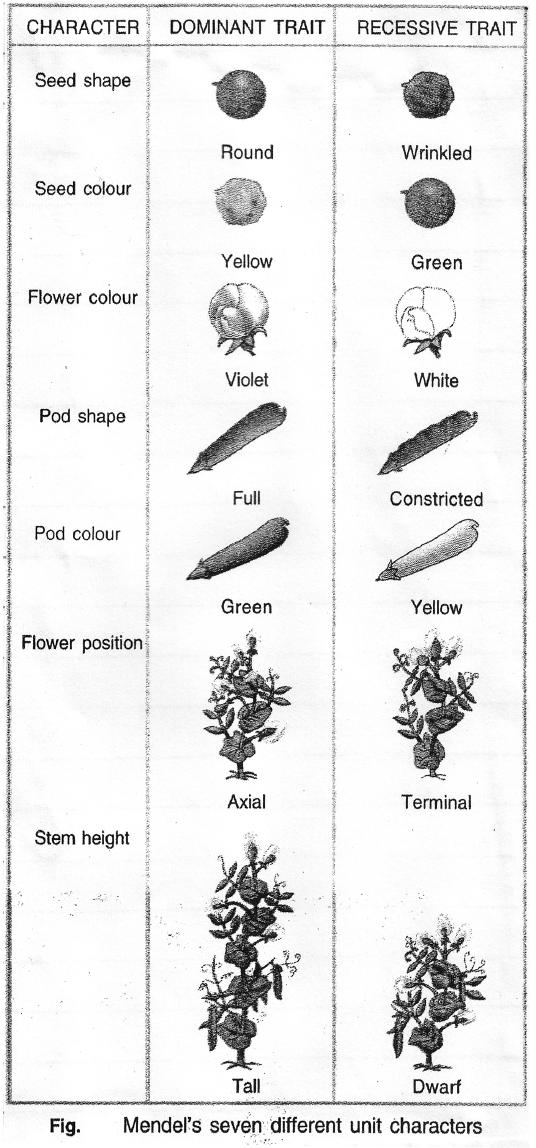 CHARACTER DOMINANT TRAIT RECESSIVE TRAIT
Seed shape
Round Wrinkled
Seed colour
Yellow Green
Flower colour
Violet White
Pod shape
Full Constricted
Pod colour
Green Yellow
Flower position
Axial Terminal
Stem height
Tall Dwarf
Fig. Mendel's seven different unit characters